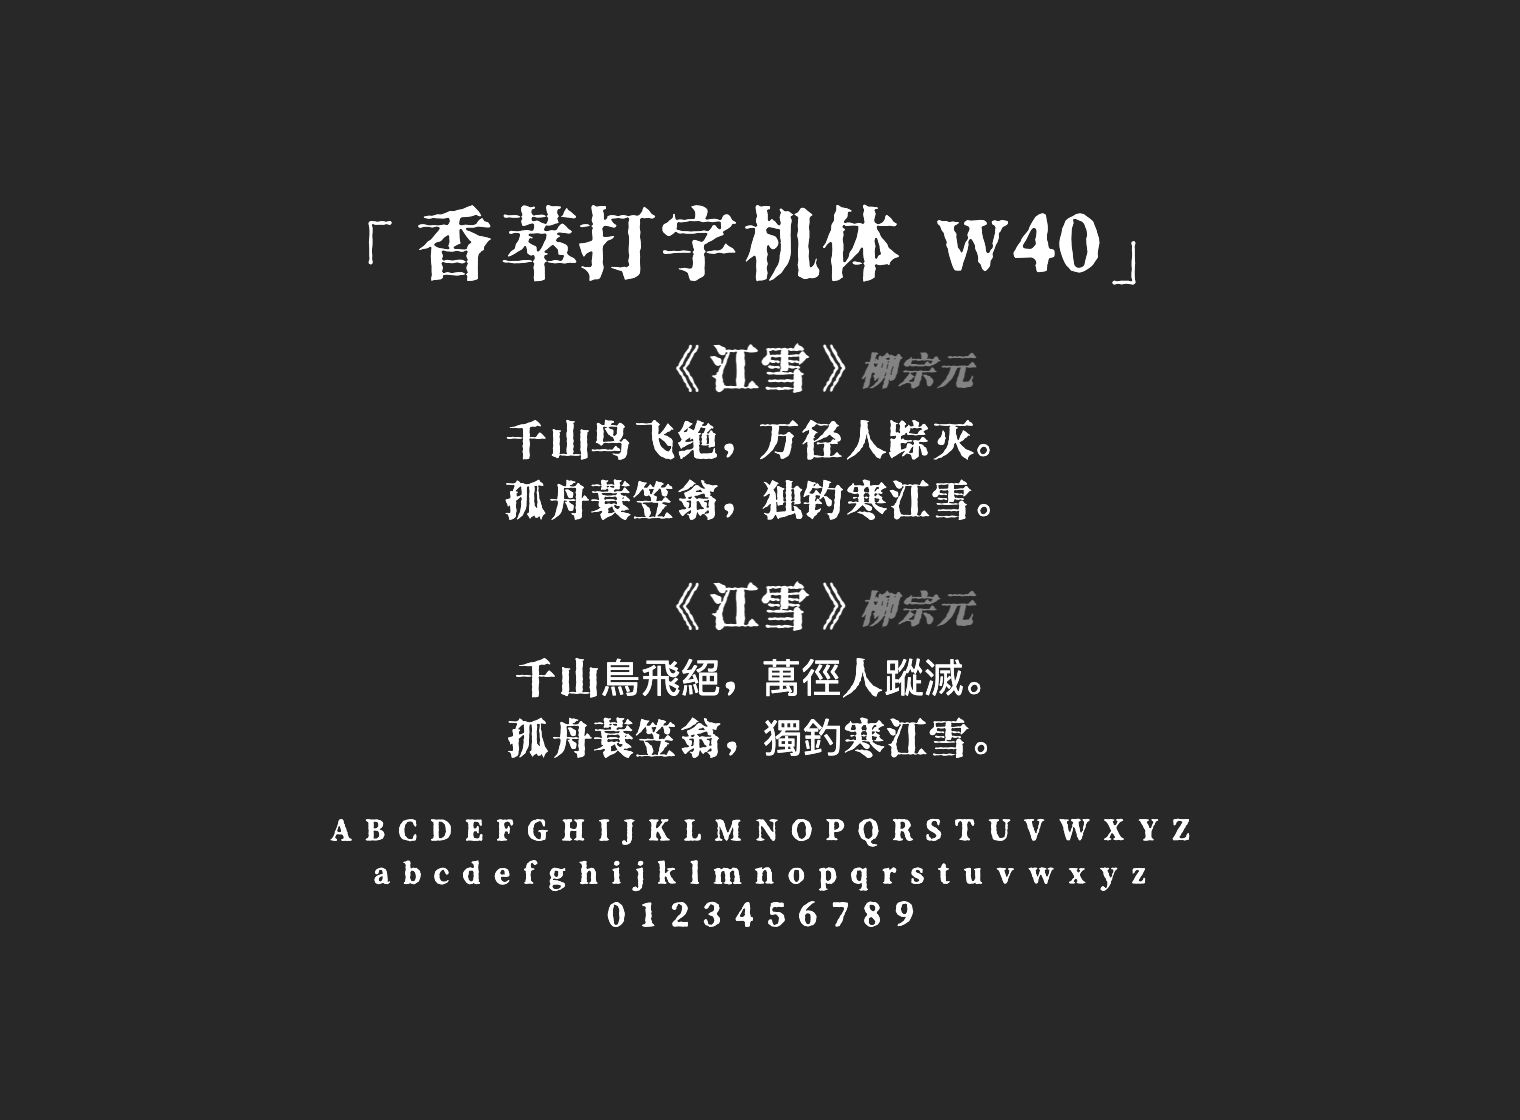 「香萃打字机体 W40」
《江雪》柳宗元
千山鸟飞绝，万径人踪灭。
孤舟蓑笠翁，独钓寒江雪。
《江雪》柳宗元
千山鳥飛絕，萬徑人蹤滅。
孤舟蓑笠翁，獨釣寒江雪。
A B C D E F G H I J K L M N O P Q R S T U V W X Y Z
a b c d e f g h i j k l m n o p q r s t u v w x y z
0 1 2 3 4 5 6 7 8 9